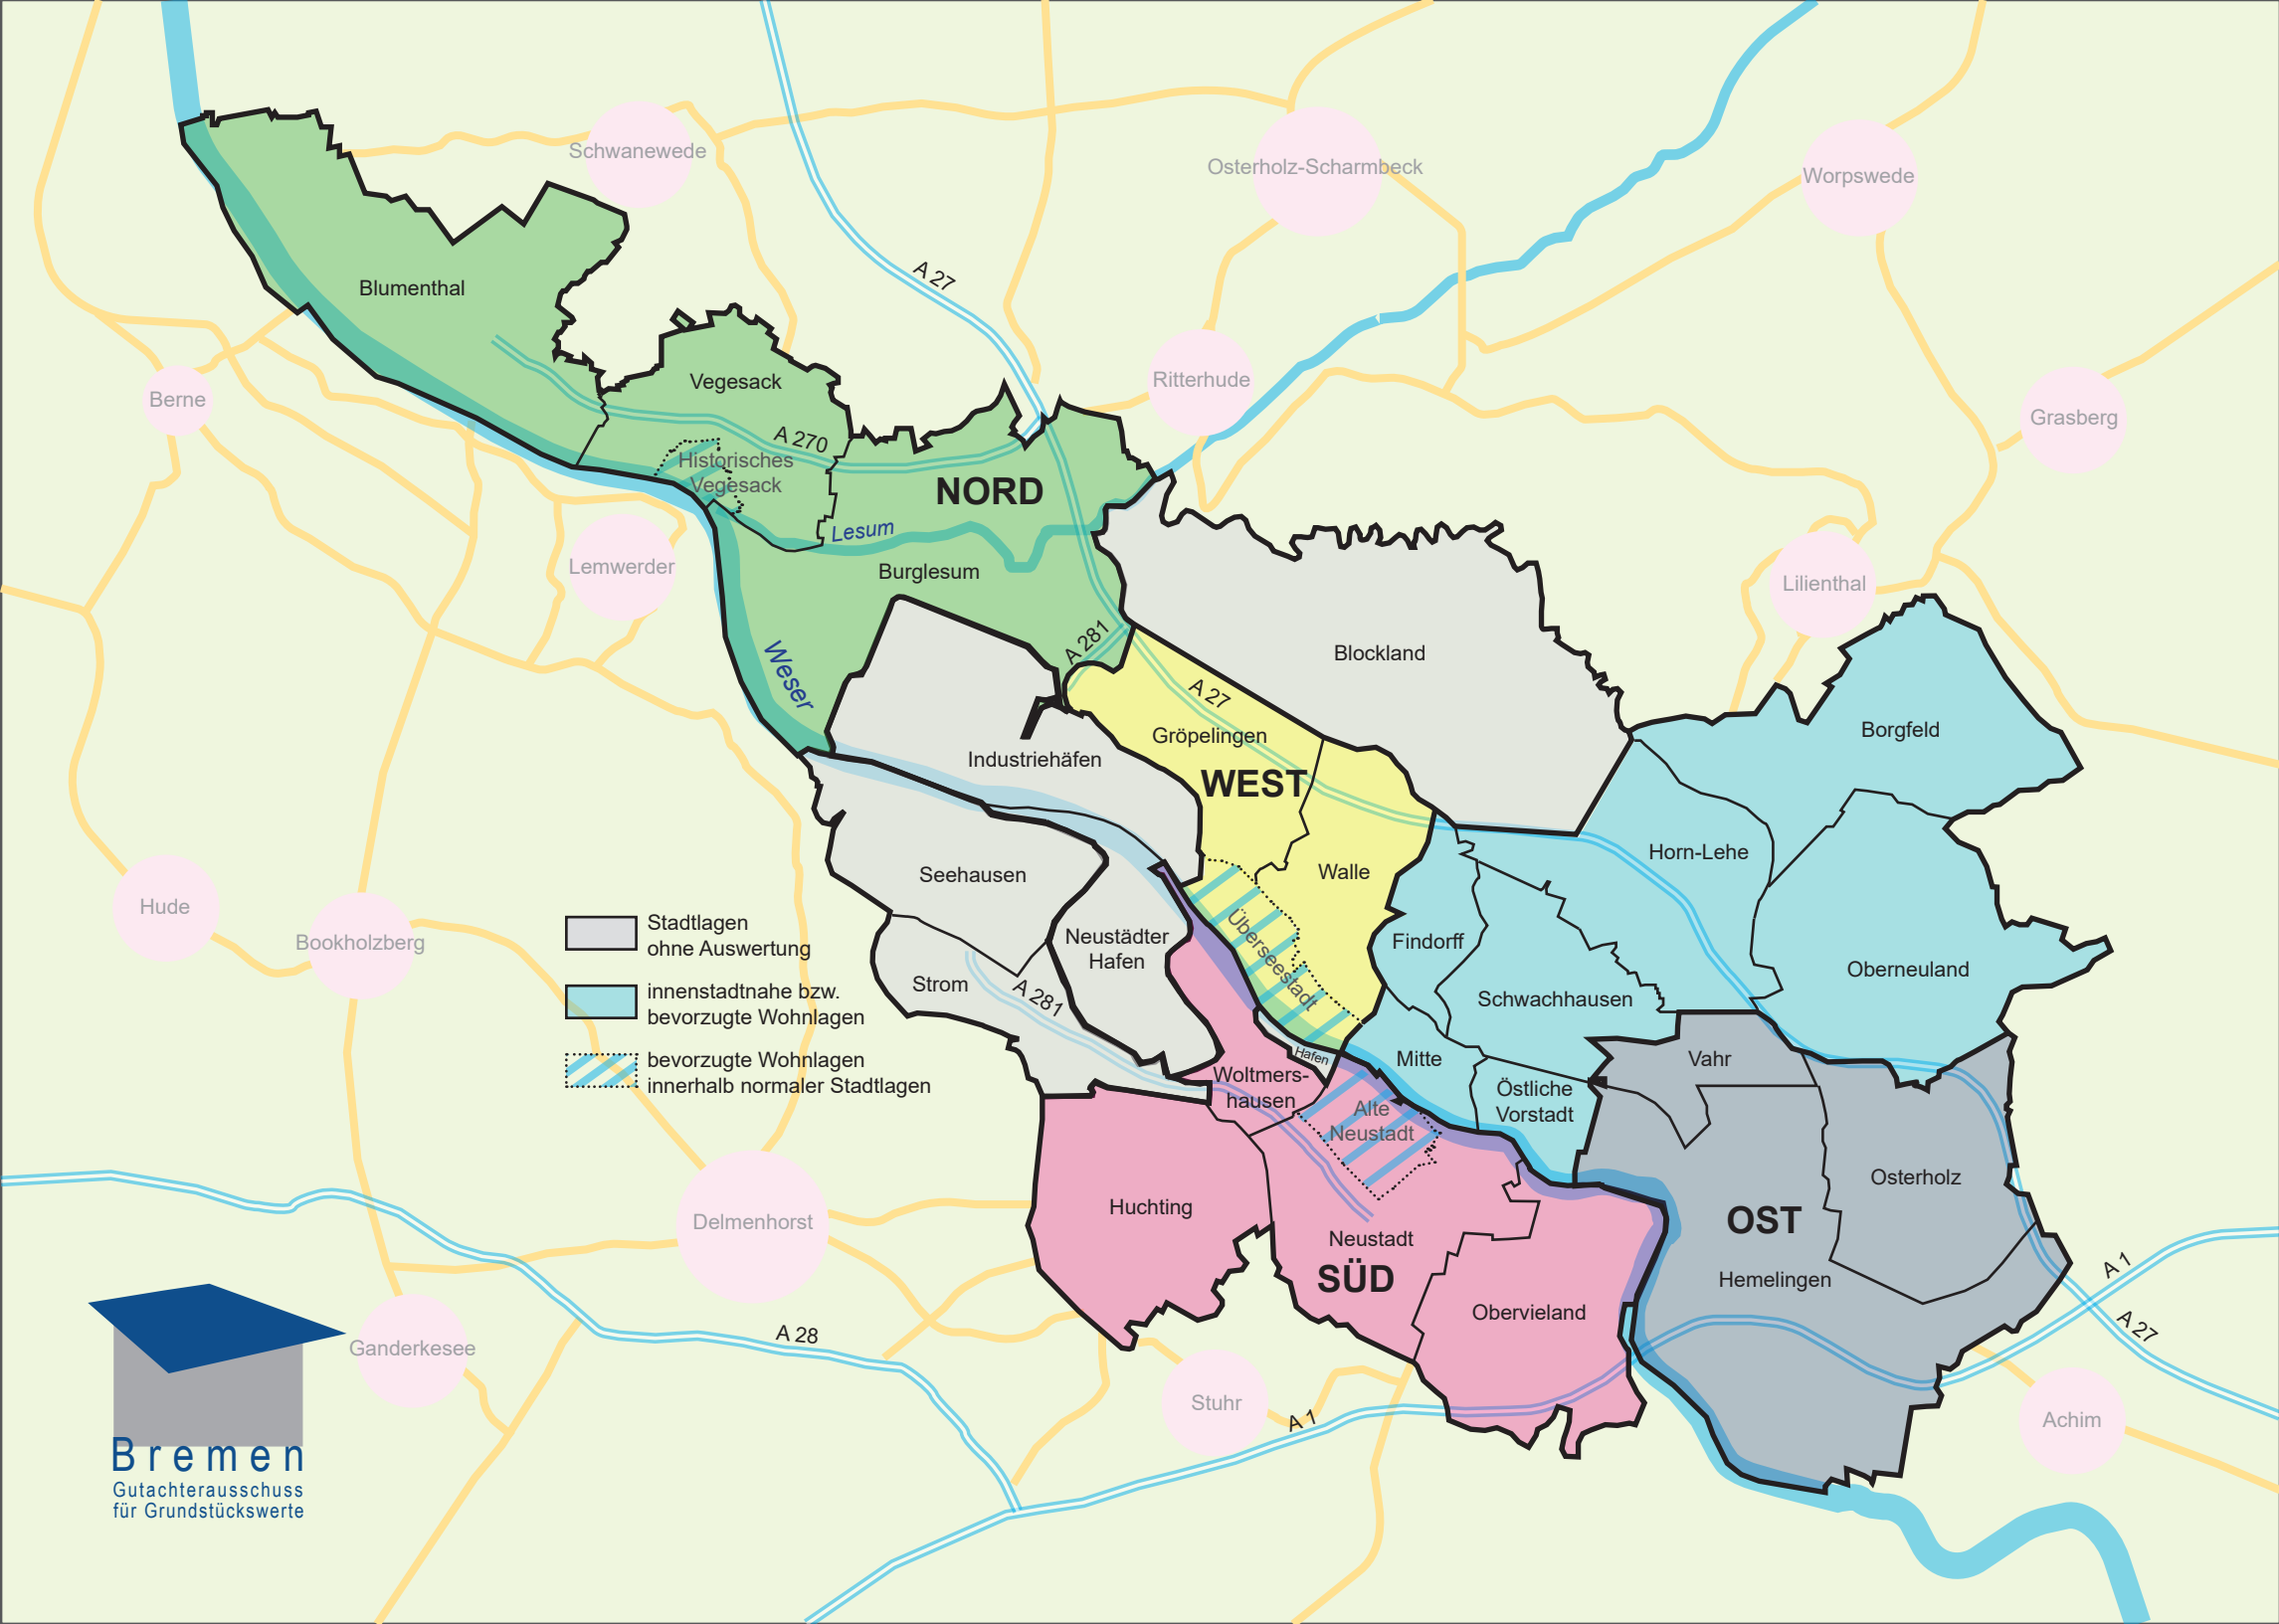 A 27
Schwanewede
Osterholz-Scharmbeck
Worpswede
Blumenthal
Vegesack
Ritterhude
Berne
Grasberg
A 270
Historisches
Vegesack
NORD
Lesum
Lemwerder
Burglesum
Lilienthal
A 281
Blockland
Weser
A 27
Borgfeld
Gröpelingen
Industriehäfen
WEST
Horn-Lehe
Walle
Seehausen
Hude
Bookholzberg
Stadtlagen
ohne Auswertung
Neustädter
Hafen
Überseestadt
Findorff
Oberneuland
Strom
A 281
innenstadtnahe bzw.
bevorzugte Wohnlagen
Schwachhausen
bevorzugte Wohnlagen
innerhalb normaler Stadtlagen
Hafen
Mitte
Vahr
Woltmers-
hausen
Östliche
Vorstadt
Alte
Neustadt
Osterholz
Huchting
Delmenhorst
OST
Neustadt
SÜD
Hemelingen
A 1
Obervieland
A 28
A 27
Ganderkesee
Stuhr
A 1
Achim
Bremen
Gutachterausschuss
für Grundstückswerte